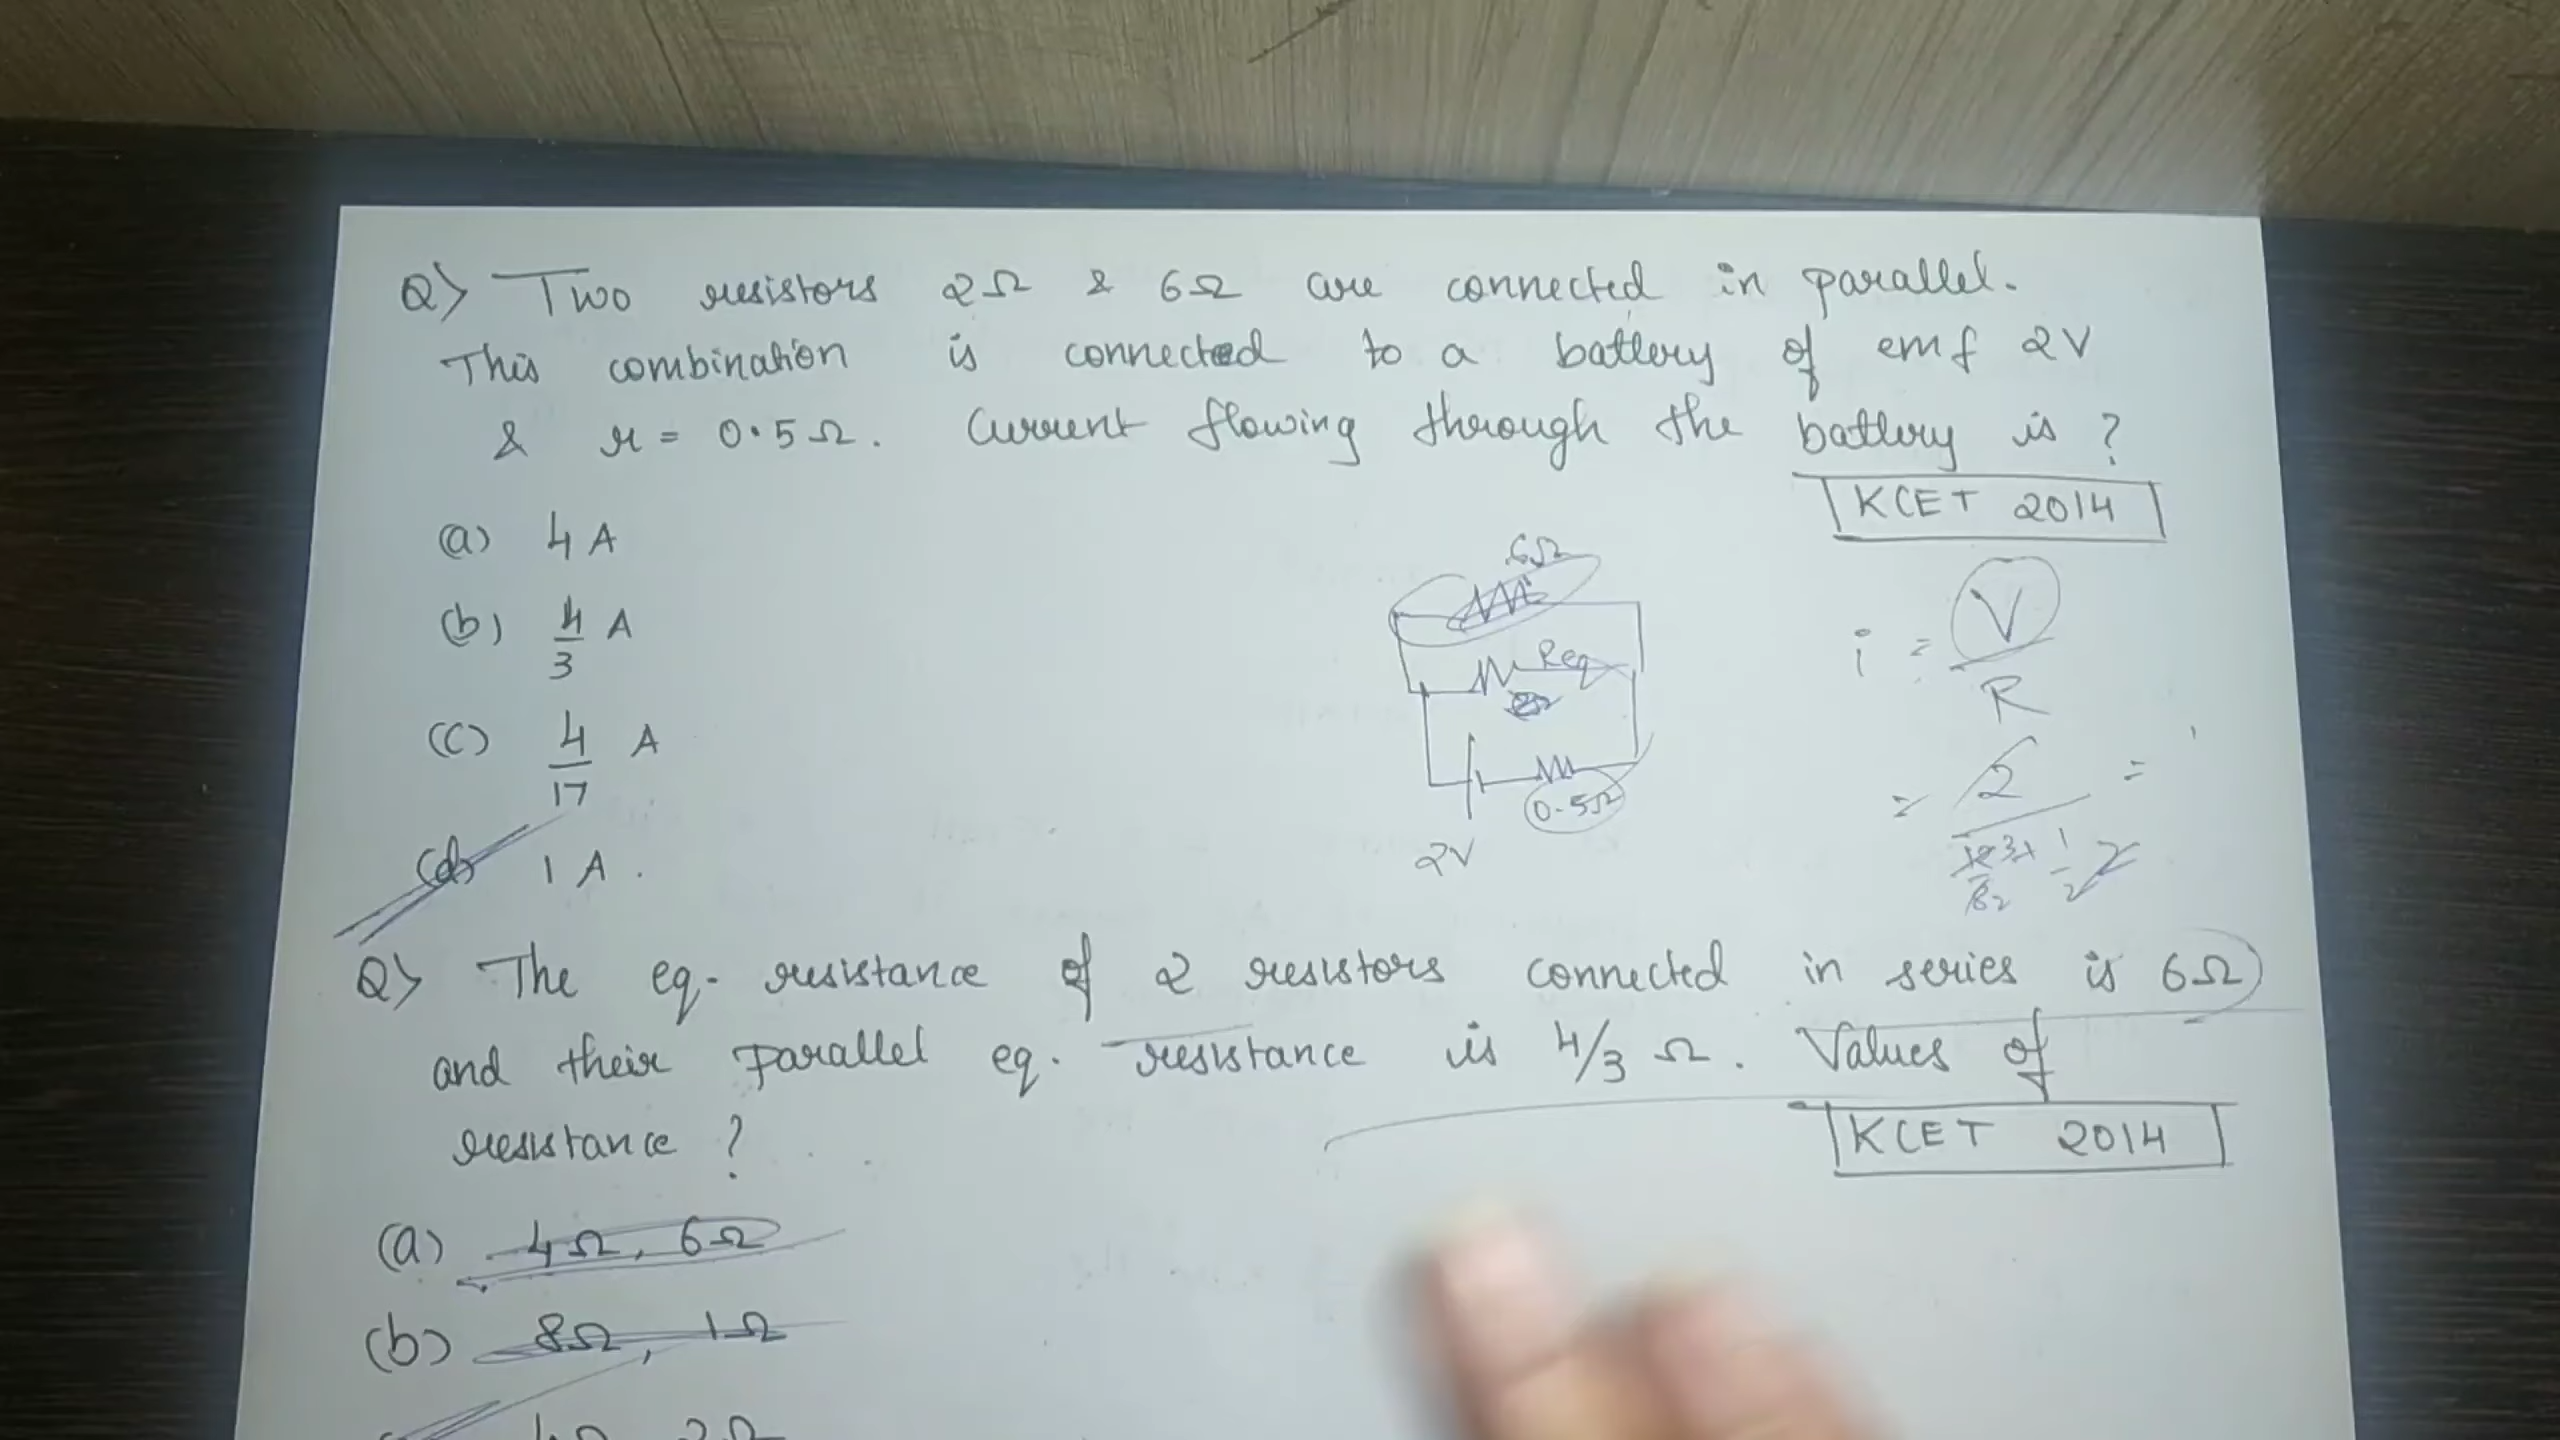 Q> Two resistors 2Ω & 6Ω are connected in parallel.
This combination is connected to a battery of emf 2V
& r = 0.5Ω. Current flowing through the battery is ?
KCET 2014
(a) 4 A
(b) 4/3 A
(c) 4/17 A
(d) 1 A.
6Ω
Req
0.5Ω
2V
i = V/R
Q> The eq. resistance of 2 resistors connected in series is 6Ω
and their parallel eq. resistance is 4/3 Ω. Values of
resistance ?
KCET 2014
(a) 4Ω, 6Ω
(b) 8Ω, 1Ω